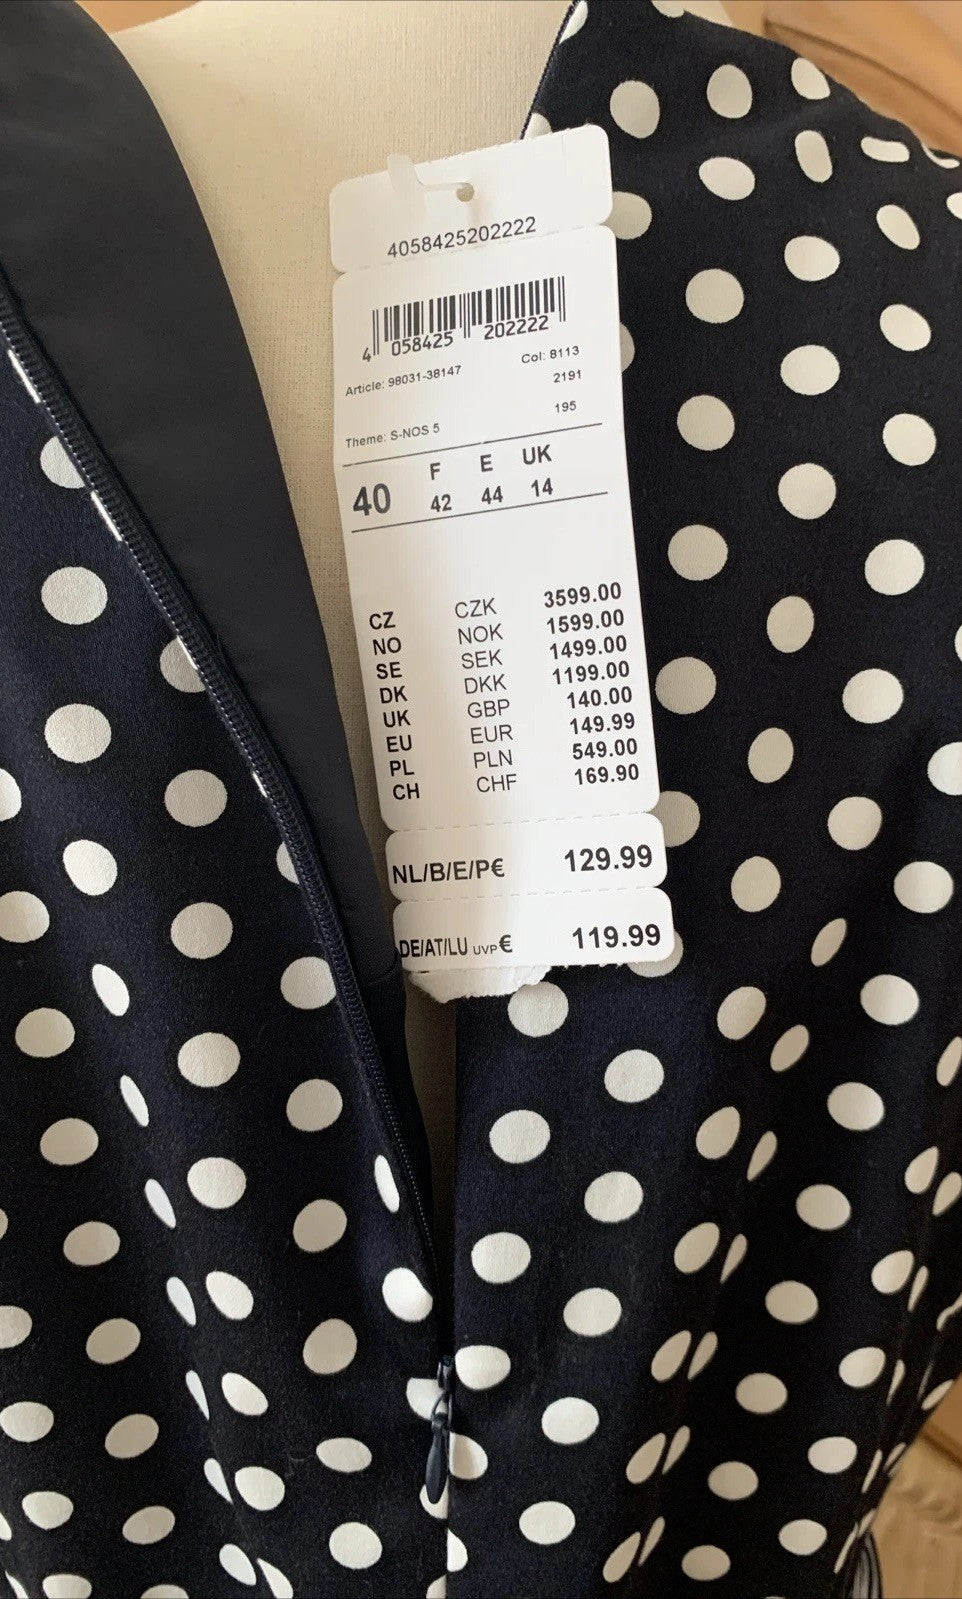 4058425202222
4 058425 202222
Article: 98031-38147 Col: 8113
2191
Theme: S-NOS 5 195
40 F E UK
42 44 14
CZ CZK 3599.00
NO NOK 1599.00
SE SEK 1499.00
DK DKK 1199.00
UK GBP 140.00
EU EUR 149.99
PL PLN 549.00
CH CHF 169.90
NL/B/E/P€ 129.99
DE/AT/LU UVP€ 119.99